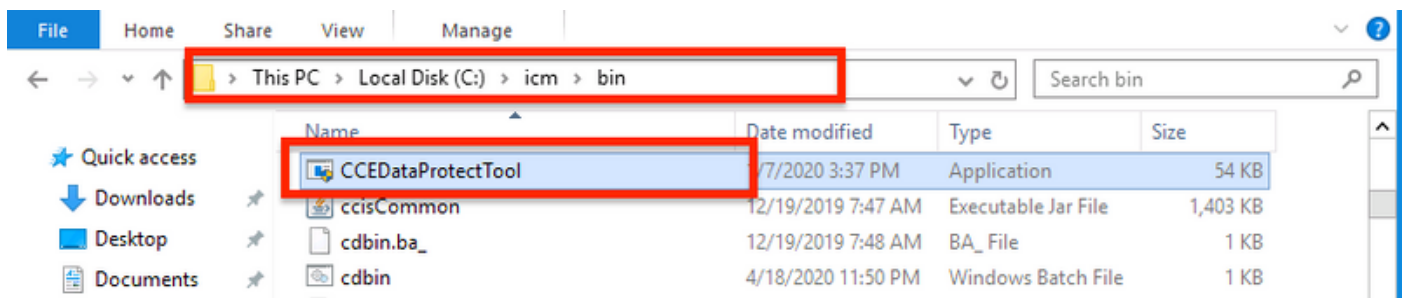 File Home Share View Manage
This PC > Local Disk (C:) > icm > bin Search bin
Name Date modified Type Size
Quick access
CCEDataProtectTool /7/2020 3:37 PM Application 54 KB
Downloads ccisCommon 12/19/2019 7:47 AM Executable Jar File 1,403 KB
Desktop cdbin.ba_ 12/19/2019 7:48 AM BA_ File 1 KB
Documents cdbin 4/18/2020 11:50 PM Windows Batch File 1 KB